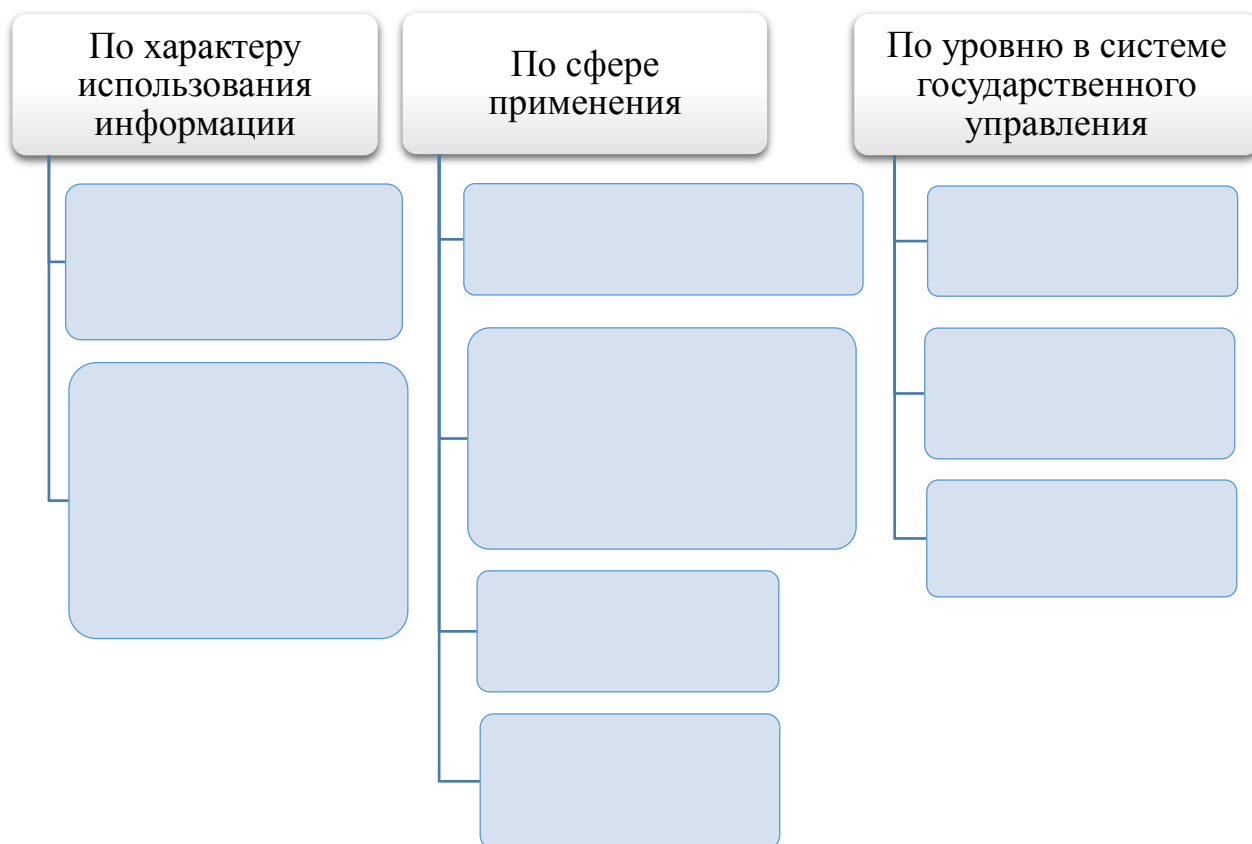 По характеру
использования
информации
По сфере
применения
По уровню в системе
государственного
управления